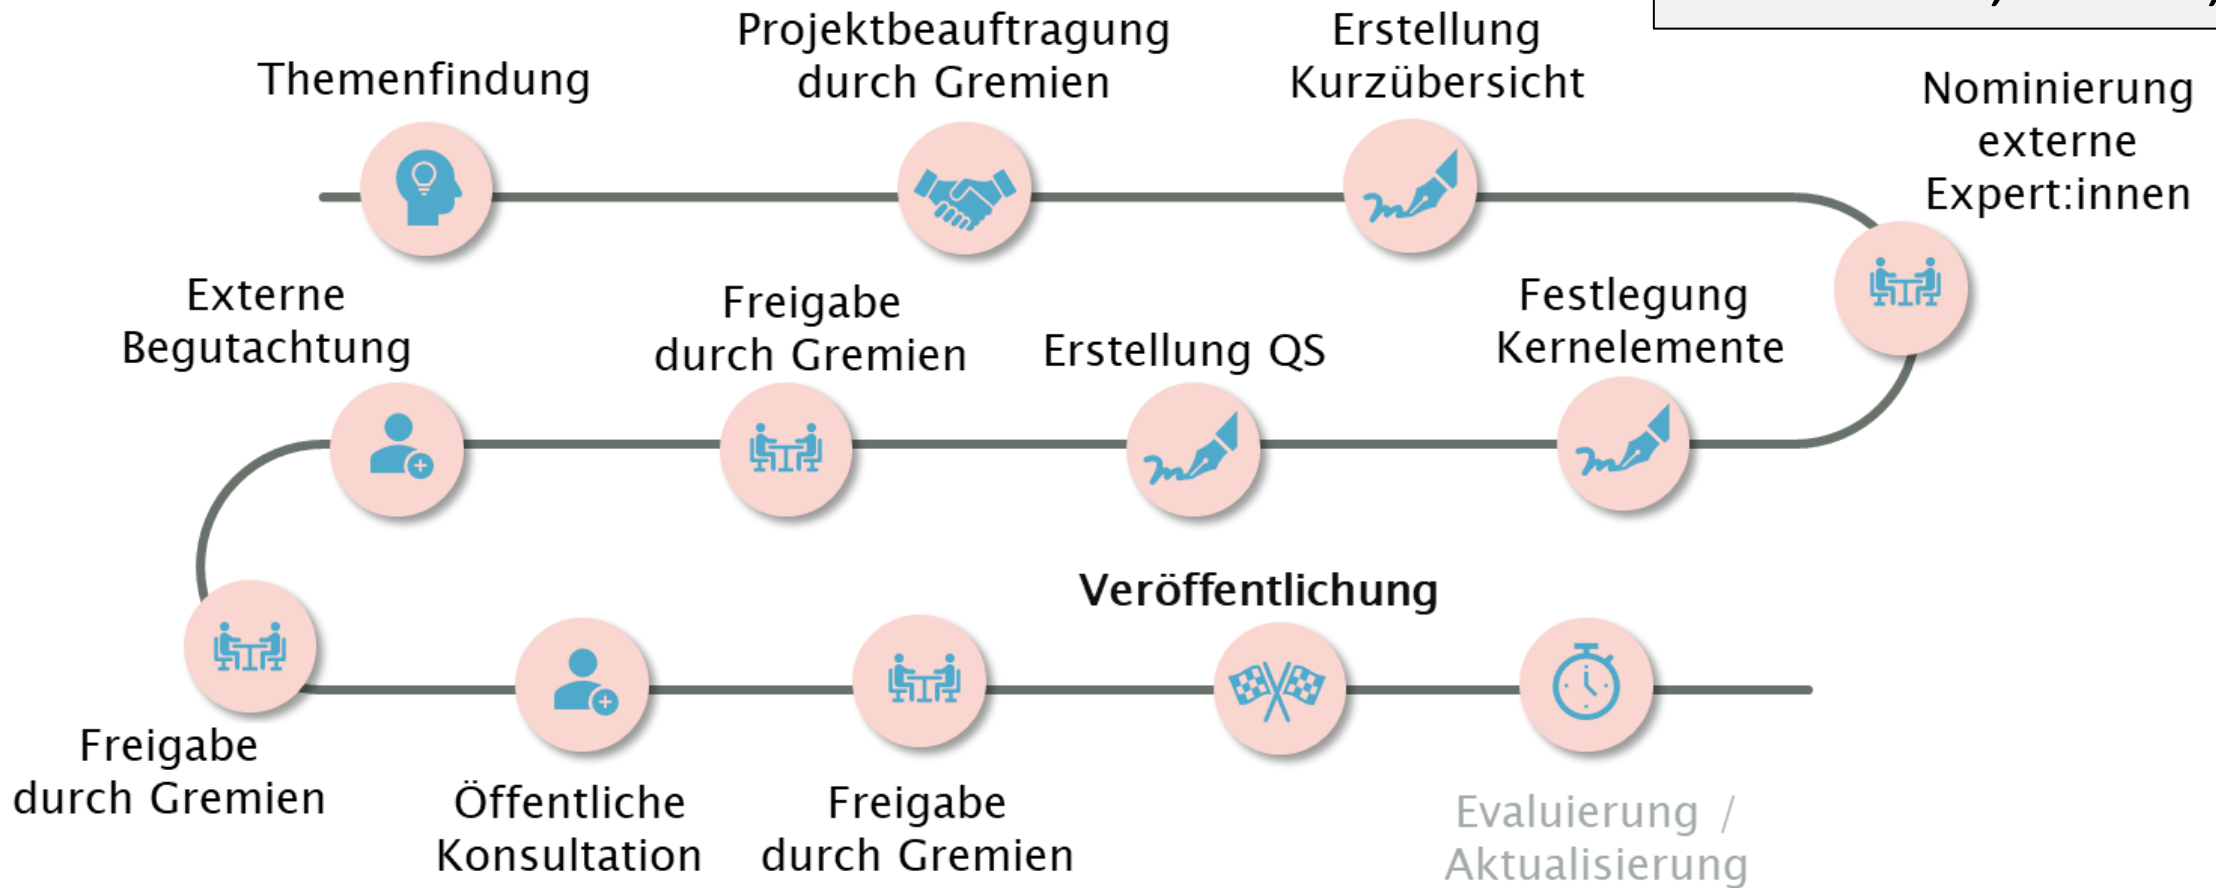 Themenfindung
Projektbeauftragung
durch Gremien
Erstellung
Kurzübersicht
Nominierung
externe
Expert:innen
Festlegung
Kernelemente
Erstellung QS
Freigabe
durch Gremien
Externe
Begutachtung
Freigabe
durch Gremien
Öffentliche
Konsultation
Freigabe
durch Gremien
Veröffentlichung
Evaluierung /
Aktualisierung